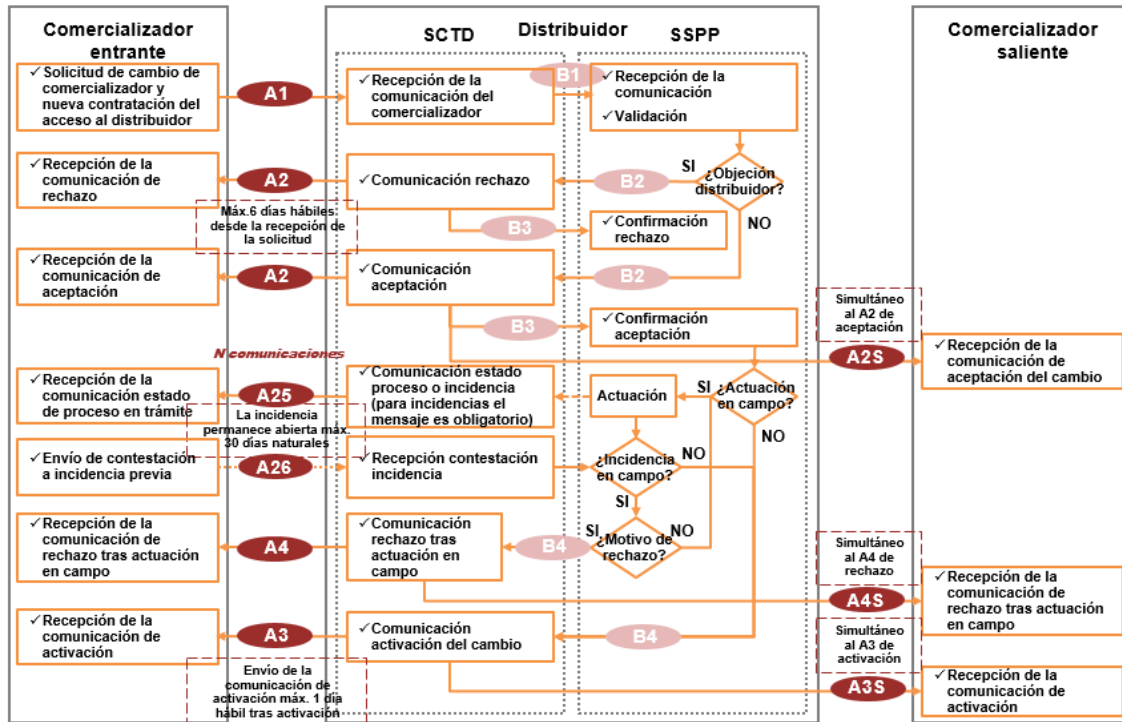 Comercializador
entrante
SCTD
Distribuidor
SSPP
Comercializador
saliente
✓Solicitud de cambio de
comercializador y
nueva contratación del
acceso al distribuidor
A1
✓Recepción de la
comunicación del
comercializador
B1
✓Recepción de la
comunicación
✓Validación
✓Recepción de la
comunicación de
rechazo
A2
✓Comunicación rechazo
B2
SI
¿Objeción
distribuidor?
NO
Máx.6 días hábiles
desde la recepción de
la solicitud
B3
✓Confirmación
rechazo
✓Recepción de la
comunicación de
aceptación
A2
✓Comunicación
aceptación
B2
B3
✓Confirmación
aceptación
Simultáneo
al A2 de
aceptación
A2S
✓Recepción de la
comunicación de
aceptación del cambio
N comunicaciones
✓Recepción de la
comunicación estado
de proceso en trámite
A25
✓Comunicación estado
proceso o incidencia
(para incidencias el
mensaje es obligatorio)
Actuación
SI
¿Actuación
en campo?
NO
La incidencia
permanece abierta máx.
30 días naturales
✓Envío de contestación
a incidencia previa
A26
✓Recepción contestación
incidencia
¿Incidencia
en campo?
NO
SI
✓Recepción de la
comunicación de
rechazo tras actuación
en campo
A4
✓Comunicación
rechazo tras
actuación en
campo
B4
SI
¿Motivo de
rechazo?
NO
Simultáneo
al A4 de
rechazo
A4S
✓Recepción de la
comunicación de
rechazo tras actuación
en campo
✓Recepción de la
comunicación de
activación
A3
✓Comunicación
activación del cambio
B4
Simultáneo
al A3 de
activación
A3S
✓Recepción de la
comunicación de
activación
Envío de la
comunicación de
activación máx. 1 día
hábil tras activación